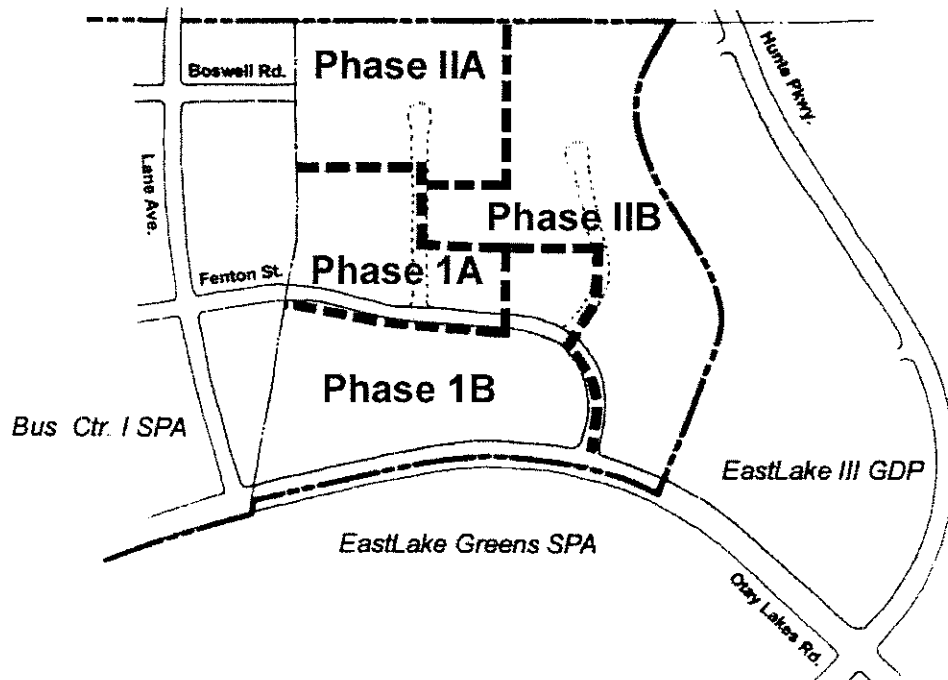 Phase IIA
Boswell Rd.
Hunte Pkwy.
Lane Ave.
Phase IIB
Fenton St.
Phase 1A
Phase 1B
Bus Ctr. I SPA
EastLake III GDP
EastLake Greens SPA
Otay Lakes Rd.